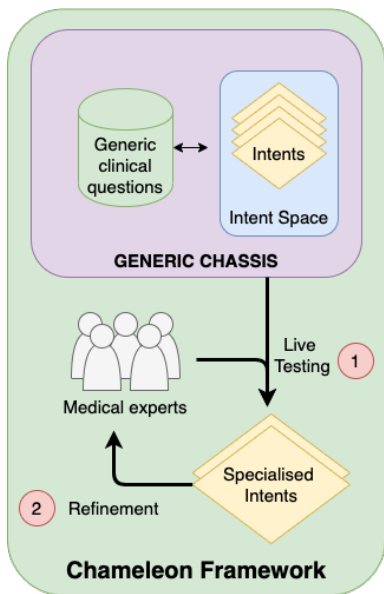 Generic
clinical
questions
Intents
Intent Space
GENERIC CHASSIS
Live
Testing
1
Medical experts
Specialised
Intents
2
Refinement
Chameleon Framework